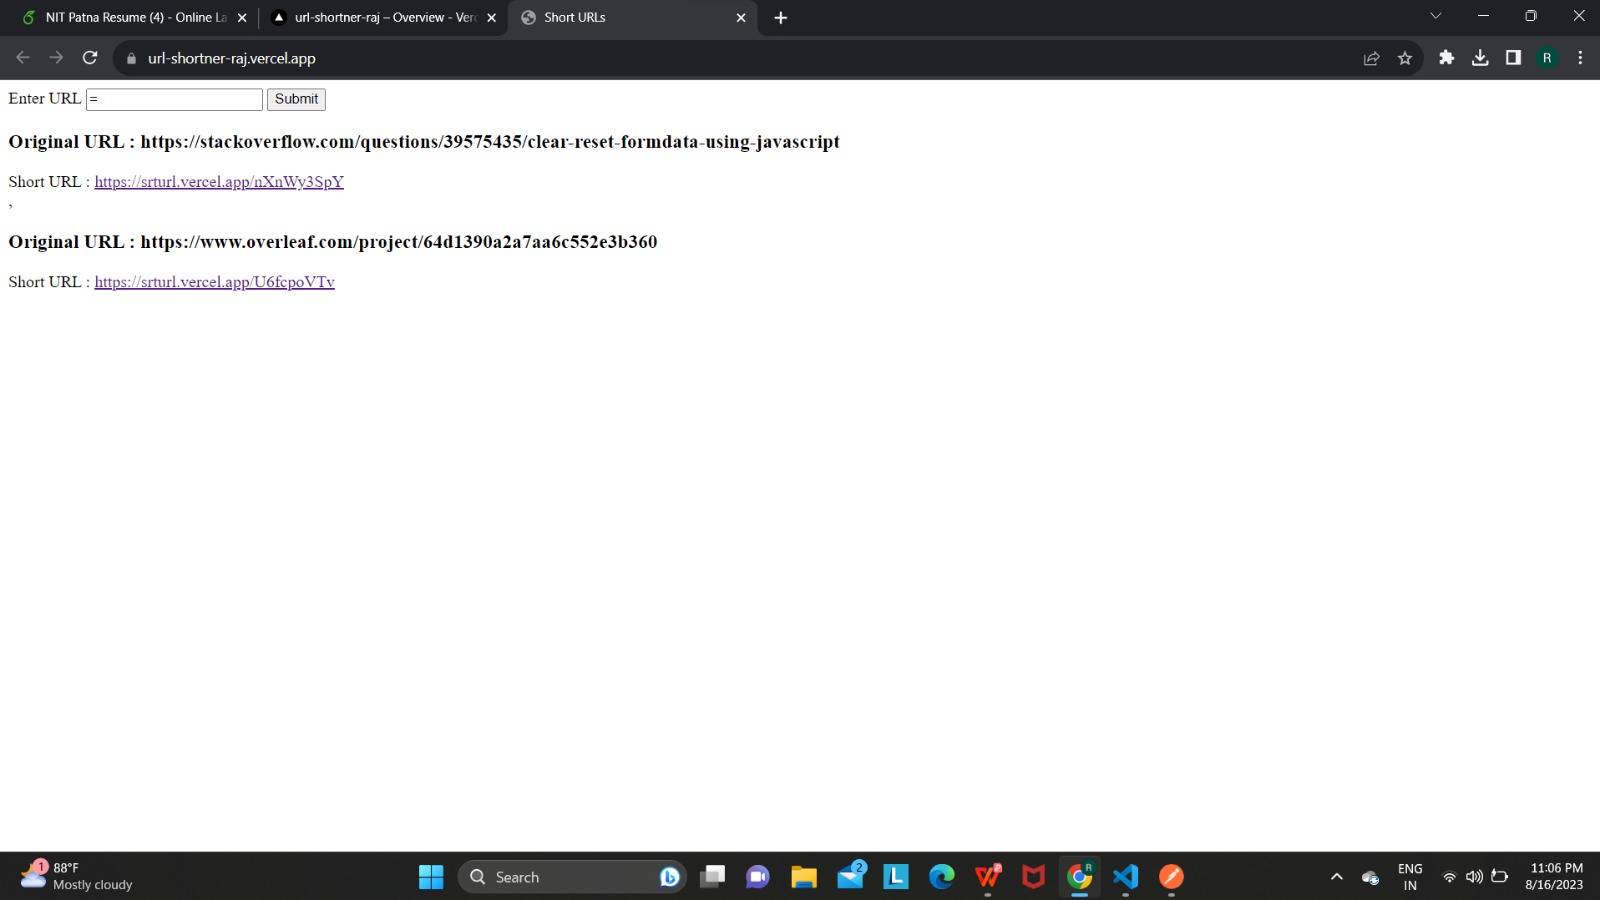 NIT Patna Resume (4) - Online La
url-shortner-raj – Overview - Verc
Short URLs
url-shortner-raj.vercel.app
R
Enter URL = Submit
Original URL : https://stackoverflow.com/questions/39575435/clear-reset-formdata-using-javascript
Short URL : https://srturl.vercel.app/nXnWy3SpY
,
Original URL : https://www.overleaf.com/project/64d1390a2a7aa6c552e3b360
Short URL : https://srturl.vercel.app/U6fcpoVTv
1
88°F
Mostly cloudy
Search
2
L
R
ENG
IN
11:06 PM
8/16/2023